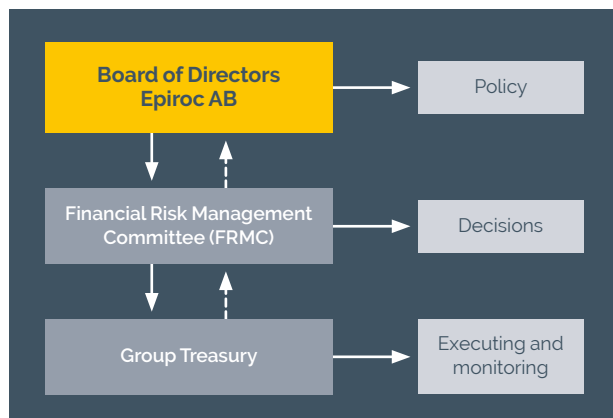 Board of Directors
Epiroc AB
Policy
Financial Risk Management
Committee (FRMC)
Decisions
Group Treasury
Executing and
monitoring